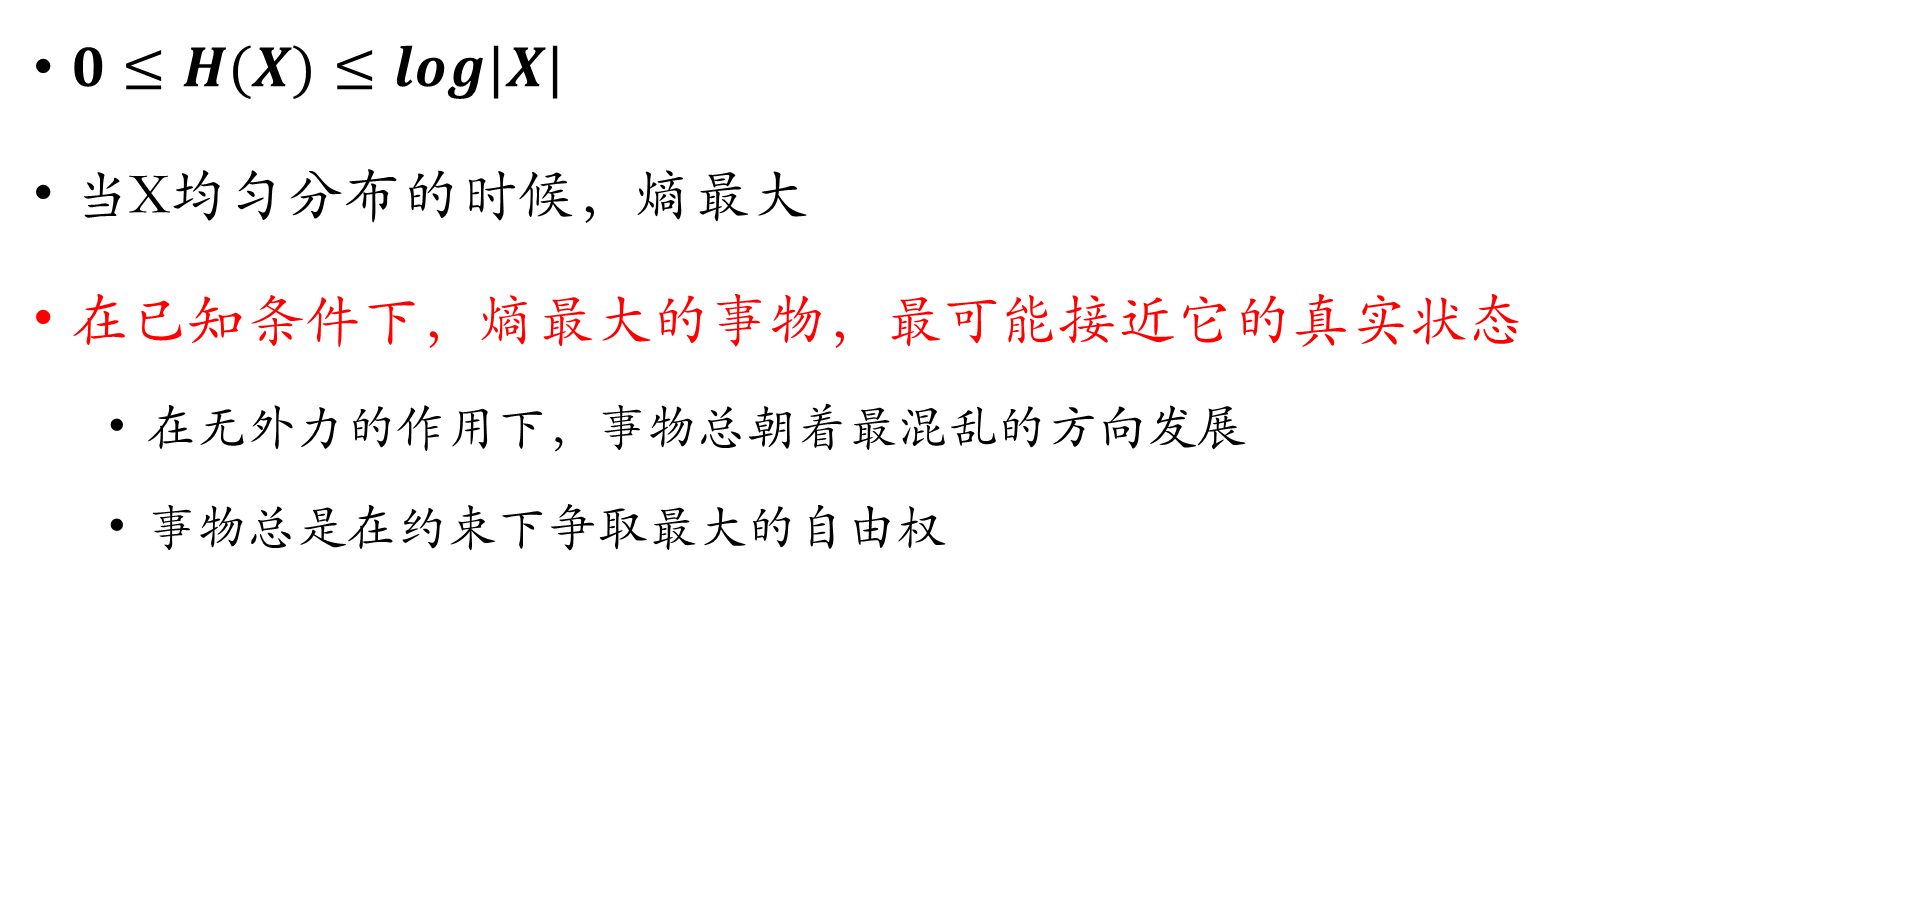 • 0 ≤ H(X) ≤ log|X|
• 当X均匀分布的时候，熵最大
• 在已知条件下，熵最大的事物，最可能接近它的真实状态
• 在无外力的作用下，事物总朝着最混乱的方向发展
• 事物总是在约束下争取最大的自由权